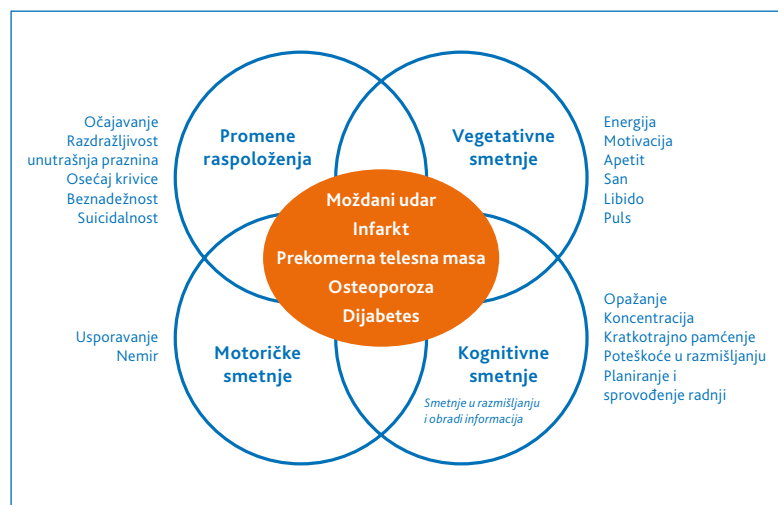 Očajavanje
Razdražljivost
unutrašnja praznina
Osećaj krivice
Beznadežnost
Suicidalnost
Promene
raspoloženja
Vegetativne
smetnje
Energija
Motivacija
Apetit
San
Libido
Puls
Moždani udar
Infarkt
Prekomerna telesna masa
Osteoporoza
Dijabetes
Usporavanje
Nemir
Motoričke
smetnje
Kognitivne
smetnje
Smetnje u razmišljanju
i obradi informacija
Opažanje
Koncentracija
Kratkotrajno pamćenje
Poteškoće u razmišljanju
Planiranje i
sprovođenje radnji